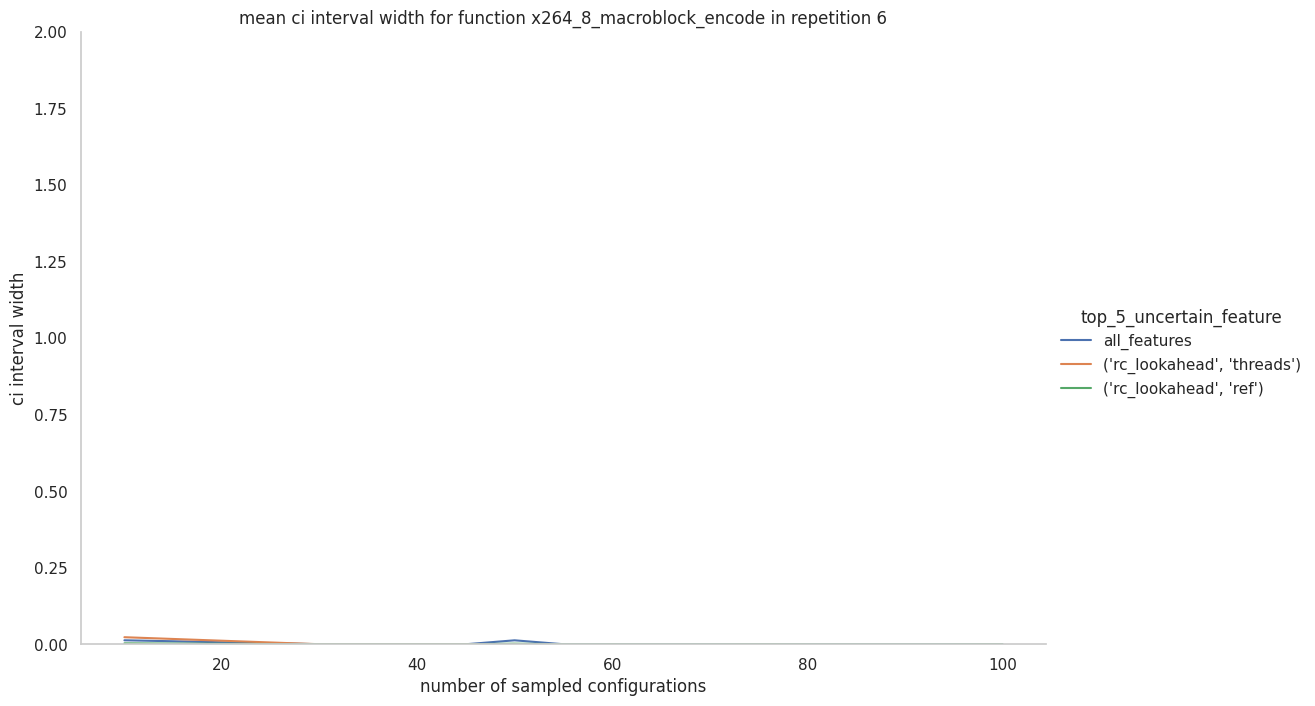 mean ci interval width for function x264_8_macroblock_encode in repetition 6
2.00
1.75
1.50
1.25
1.00
0.75
0.50
0.25
0.00
ci interval width
20
40
60
80
100
number of sampled configurations
top_5_uncertain_feature
all_features
('rc_lookahead', 'threads')
('rc_lookahead', 'ref')